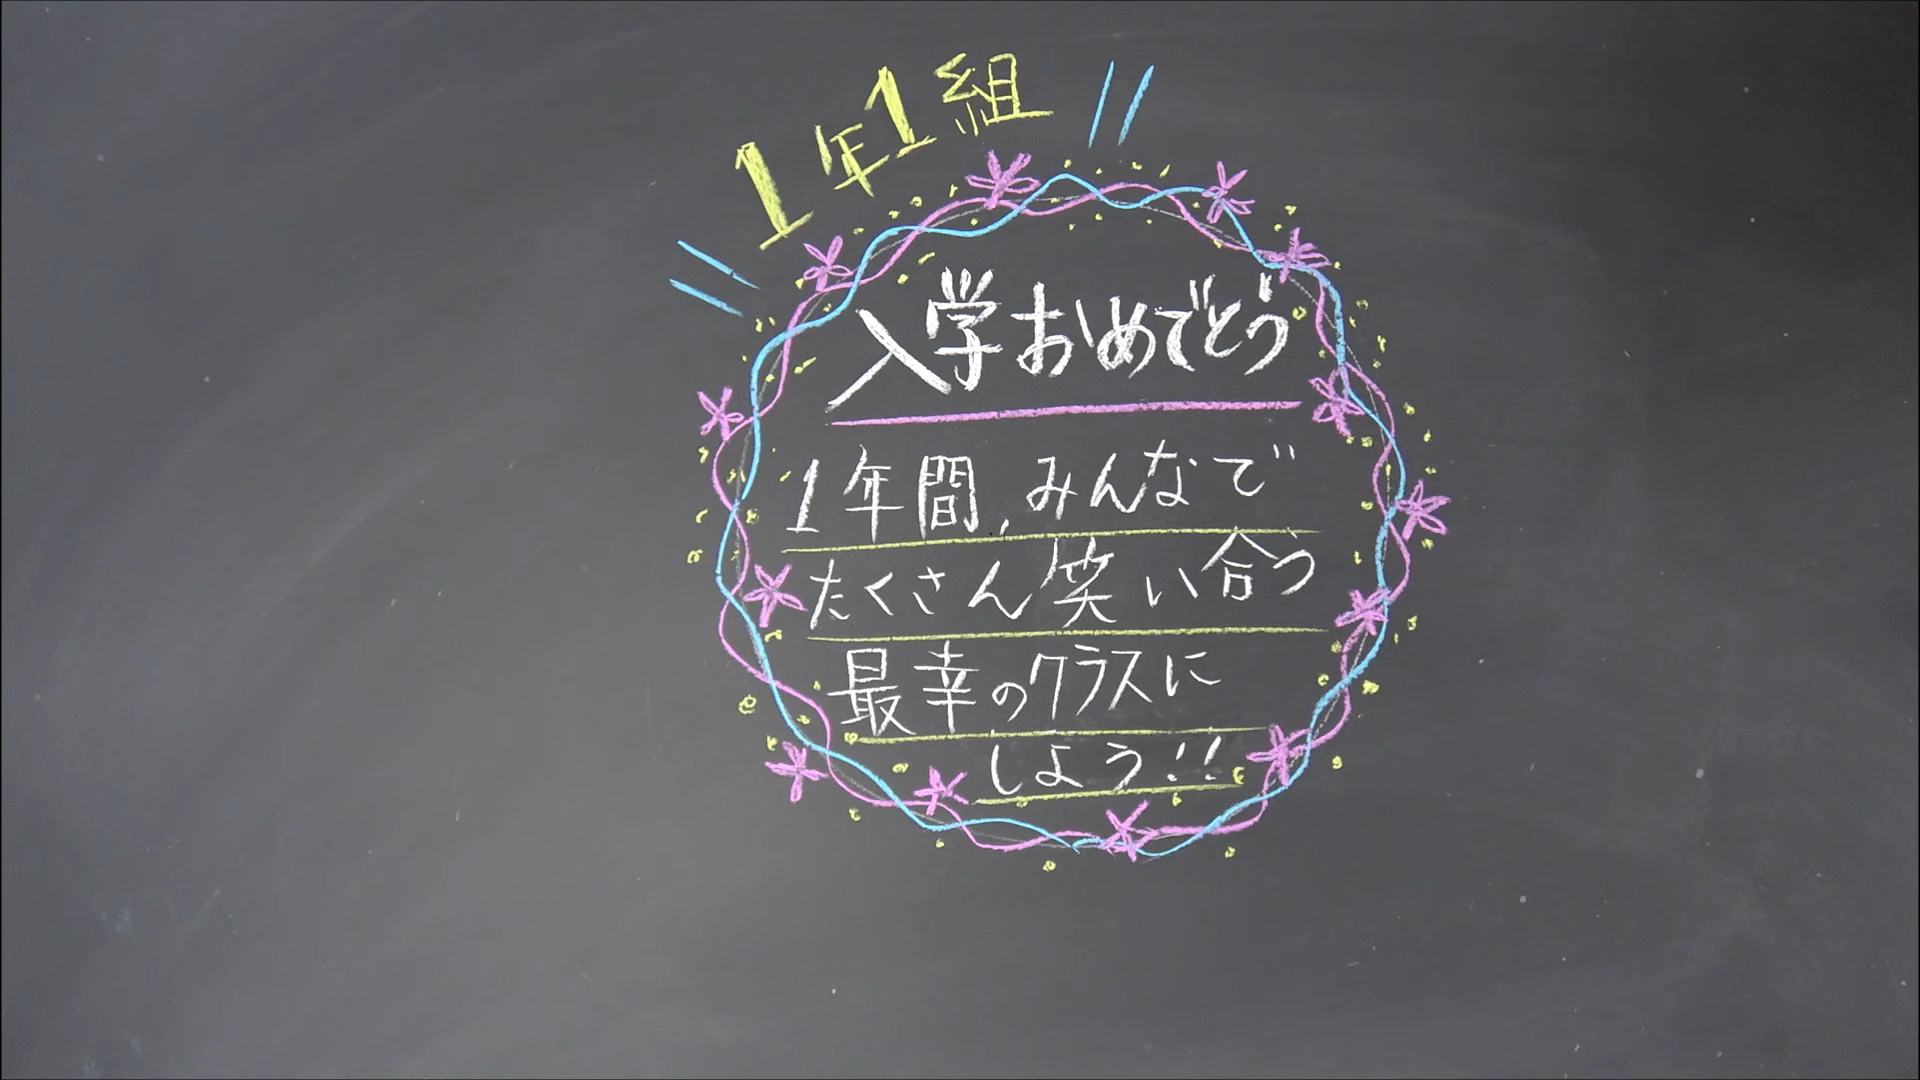 1年1組
入学おめでとう
1年間、みんなで
たくさん笑い合う
最幸のクラスに
しよう!!